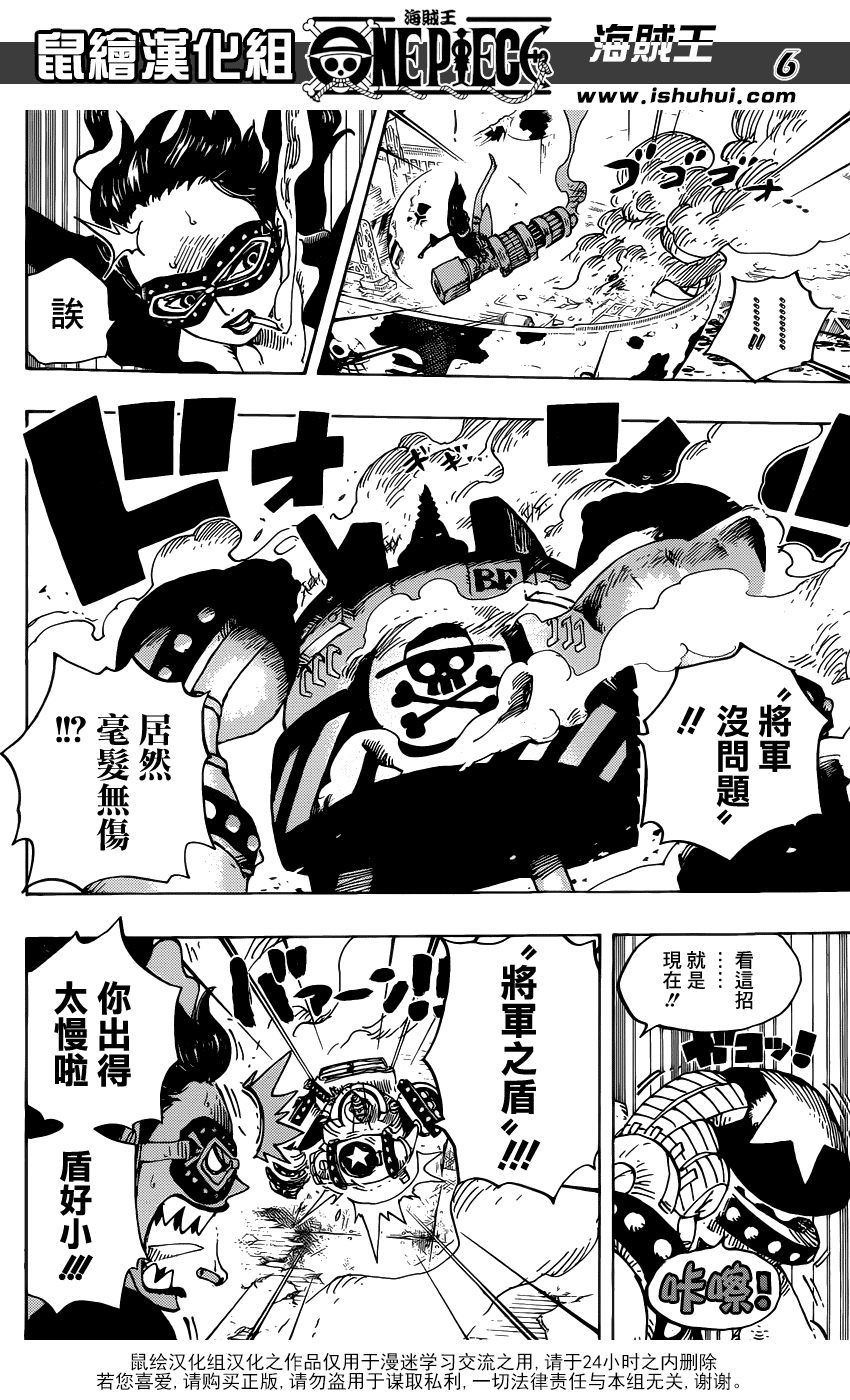 鼠繪漢化組
海賊王
ONE PIECE
海賊王
6
www.ishuhui.com
ブゴゴゴオ
………
………!!
誒
ドォーン!!
ボゴ
BF
“將軍
沒問題”
!!
居然
毫髮無傷
!!?
看這招
……
就是
現在!!
ガコッ!
咔嚓!
“將軍之盾”!!!
你出得
太慢啦
盾好小!!!
鼠绘汉化组汉化之作品仅用于漫迷学习交流之用,请于24小时之内删除
若您喜爱,请购买正版,请勿盗用于谋取私利,一切法律责任与本组无关,谢谢。